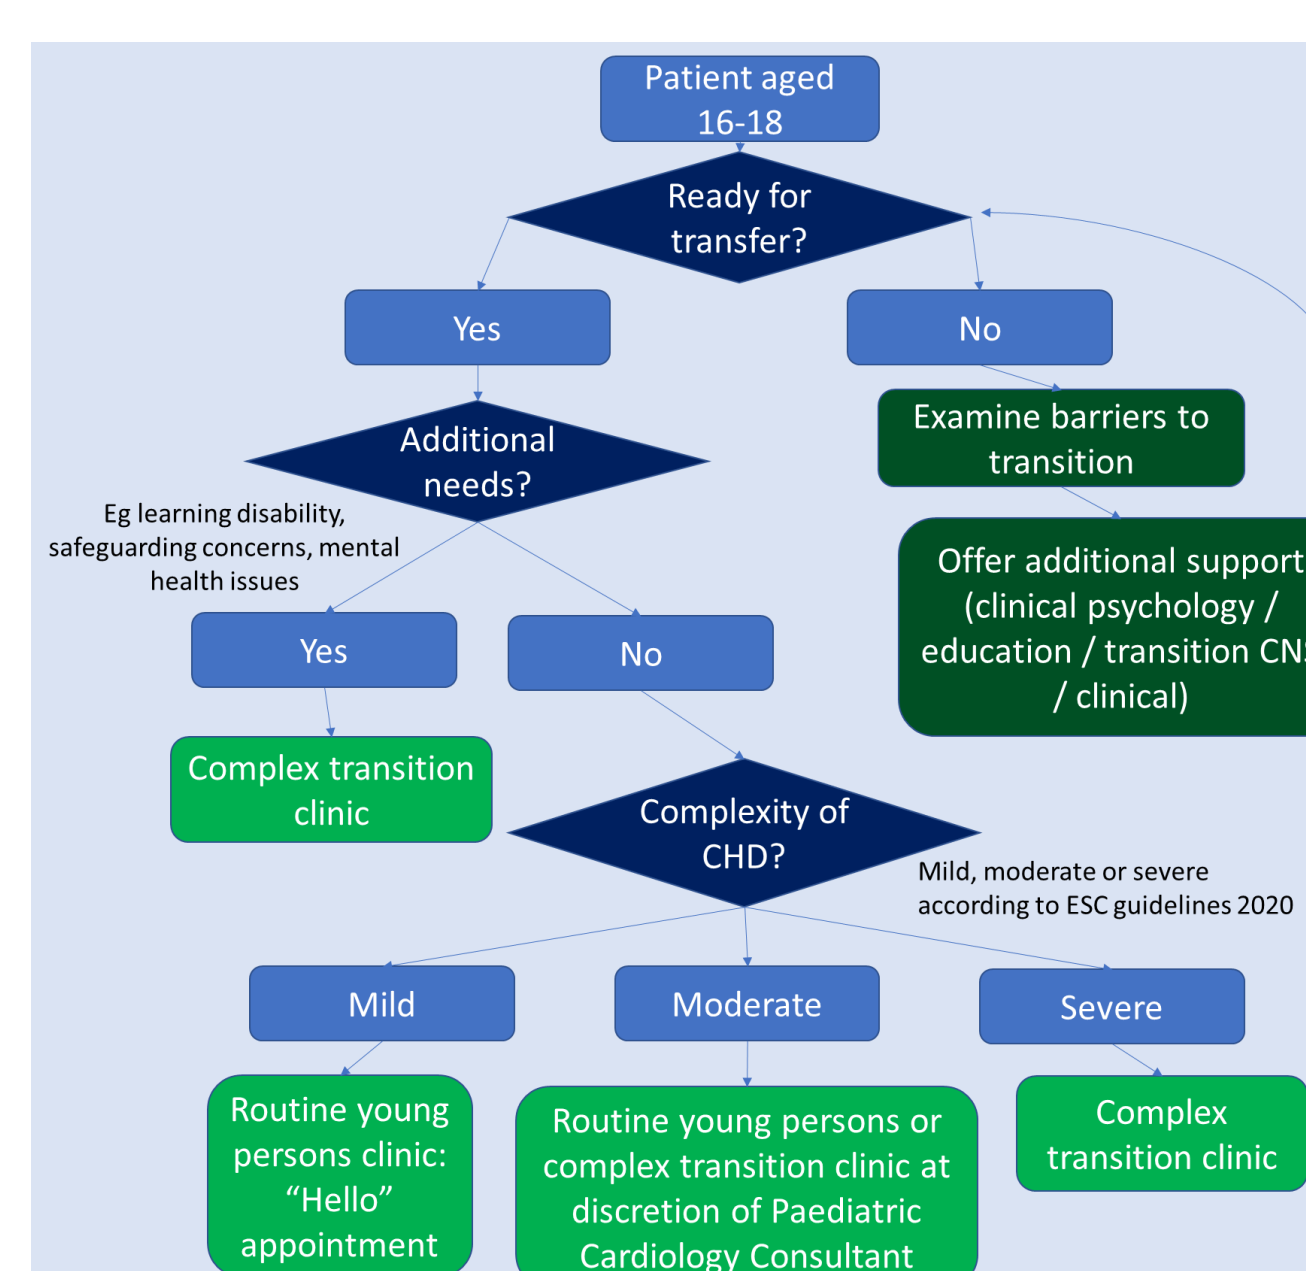 Patient aged
16-18
Ready for
transfer?
Yes
No
Additional
needs?
Eg learning disability,
safeguarding concerns, mental
health issues
Examine barriers to
transition
Offer additional support
(clinical psychology /
education / transition CNS
/ clinical)
Yes
No
Complex transition
clinic
Complexity of
CHD?
Mild, moderate or severe
according to ESC guidelines 2020
Mild
Moderate
Severe
Routine young
persons clinic:
“Hello”
appointment
Routine young persons or
complex transition clinic at
discretion of Paediatric
Cardiology Consultant
Complex
transition clinic